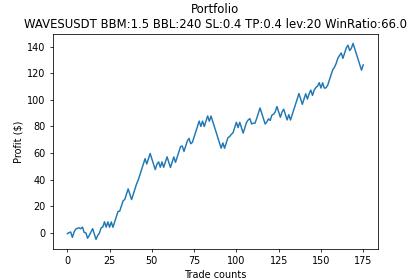 Portfolio
WAVESUSDT BBM:1.5 BBL:240 SL:0.4 TP:0.4 lev:20 WinRatio:66.0
140
120
100
80
60
40
20
0
Profit ($)
0 25 50 75 100 125 150 175
Trade counts